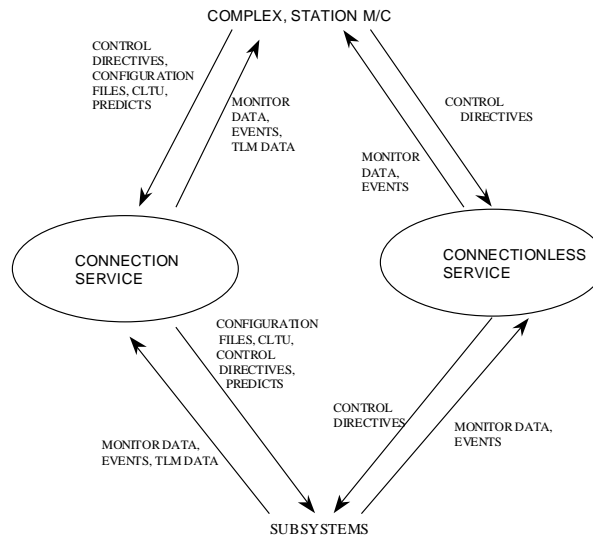 COMPLEX, STATION M/C
CONTROL
DIRECTIVES,
CONFIGURATION
FILES, CLTU,
PREDICTS
MONITOR
DATA,
EVENTS,
TLM DATA
CONTROL
DIRECTIVES
MONITOR
DATA,
EVENTS
CONNECTION
SERVICE
CONNECTIONLESS
SERVICE
CONFIGURATION
FILES, CLTU,
CONTROL
DIRECTIVES,
PREDICTS
CONTROL
DIRECTIVES
MONITOR DATA,
EVENTS
MONITOR DATA,
EVENTS, TLM DATA
SUBSYSTEMS